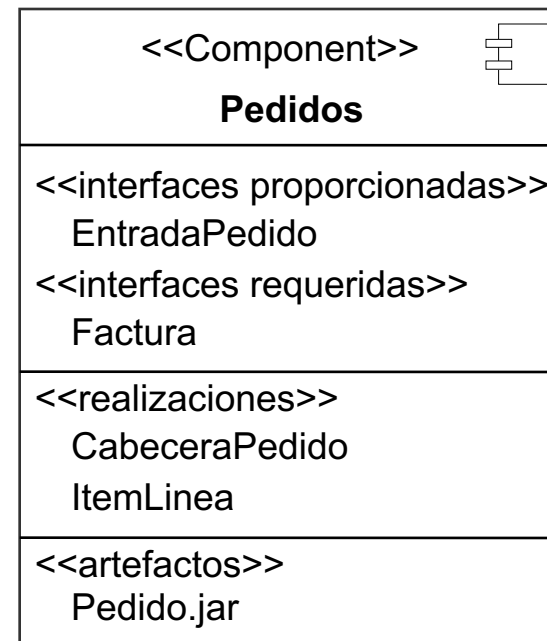 <<Component>>
Pedidos
<<interfaces proporcionadas>>
EntradaPedido
<<interfaces requeridas>>
Factura
<<realizaciones>>
CabeceraPedido
ItemLinea
<<artefactos>>
Pedido.jar